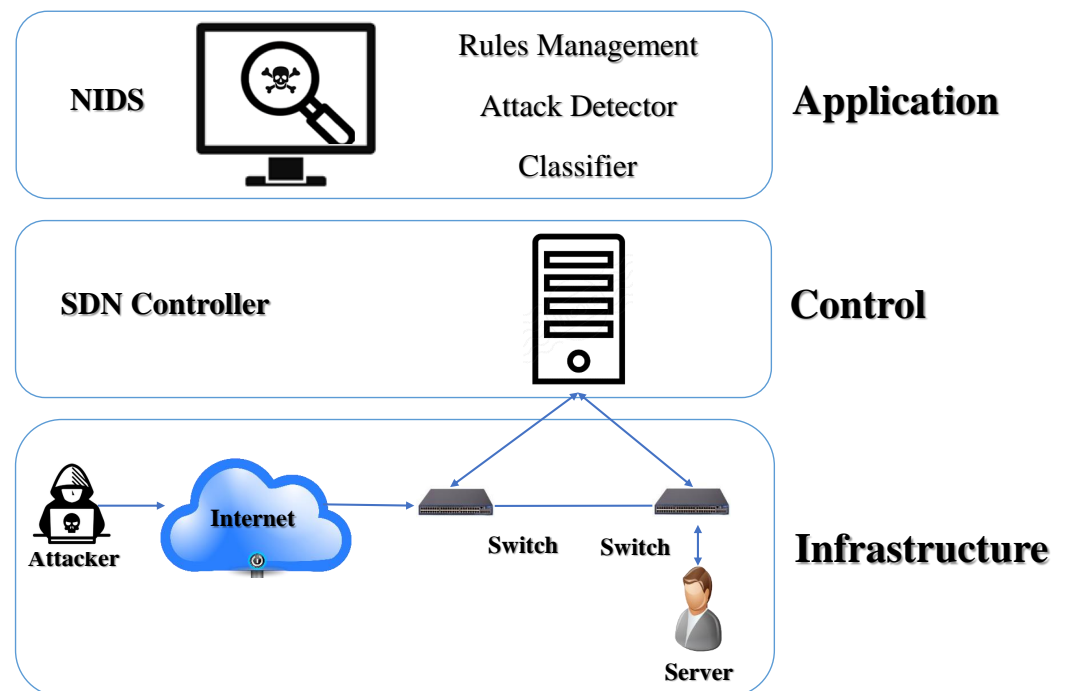 NIDS
Rules Management
Attack Detector
Classifier
Application
SDN Controller
Control
Internet
Attacker
Switch
Switch
Server
Infrastructure